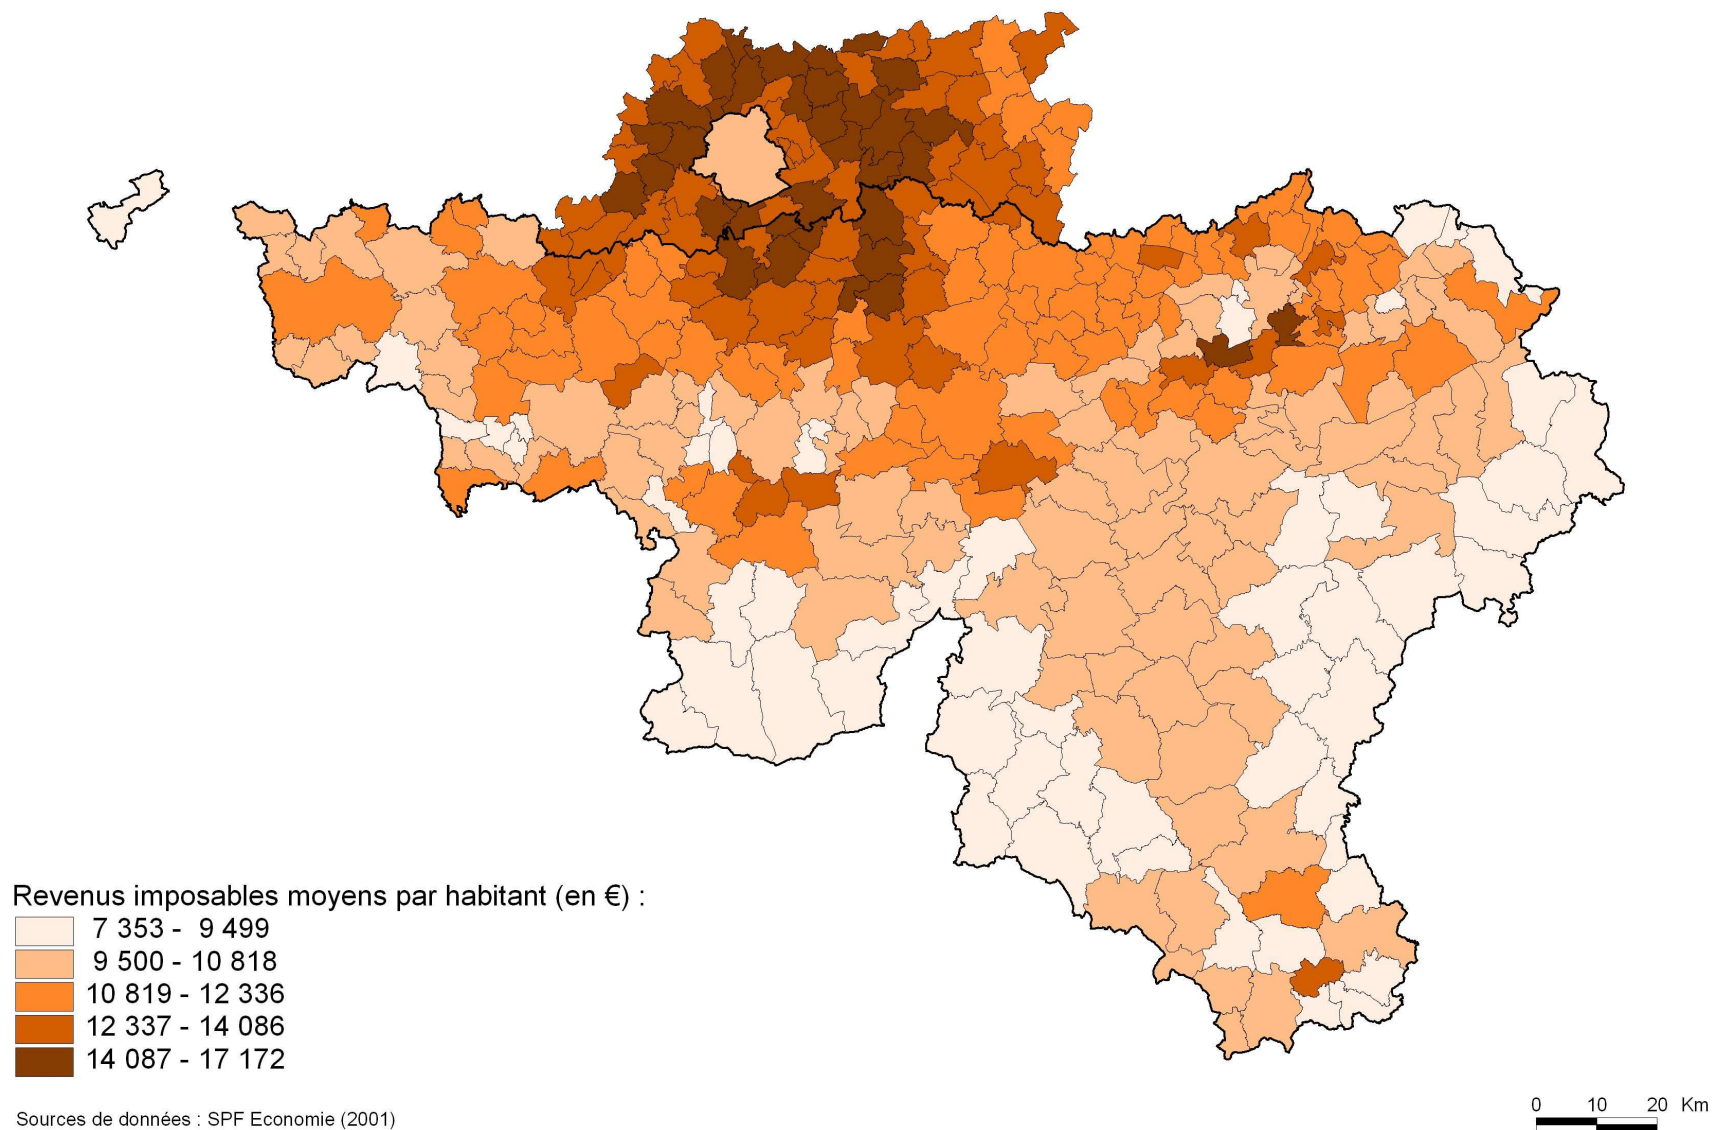 Revenus imposables moyens par habitant (en €) :
7 353 - 9 499
9 500 - 10 818
10 819 - 12 336
12 337 - 14 086
14 087 - 17 172
Sources de données : SPF Economie (2001)
0 10 20 Km